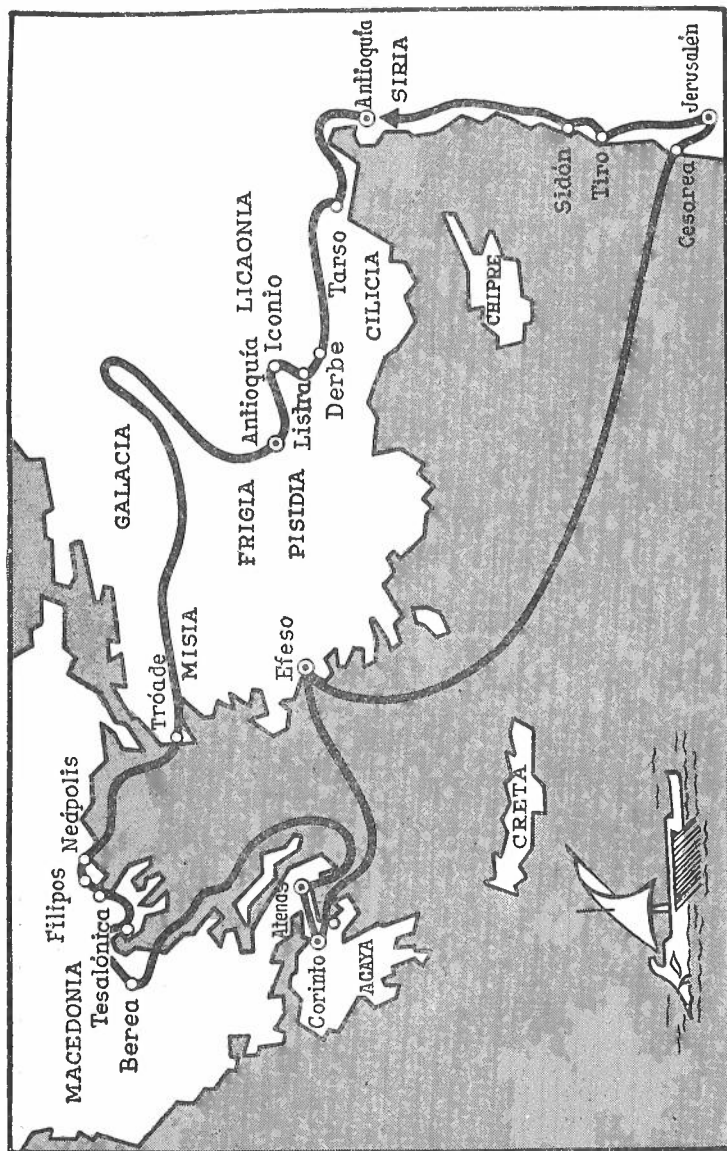 MACEDONIA
Filipos
Neápolis
Tesalónica
Berea
Tróade
MISIA
GALACIA
FRIGIA
PISIDIA
Antioquía
LICAONIA
Iconio
Listra
Derbe
Tarso
CILICIA
Antioquía
SIRIA
Efeso
Atenas
Corinto
ACAYA
CRETA
CHIPRE
Sidón
Tiro
Cesarea
Jerusalén